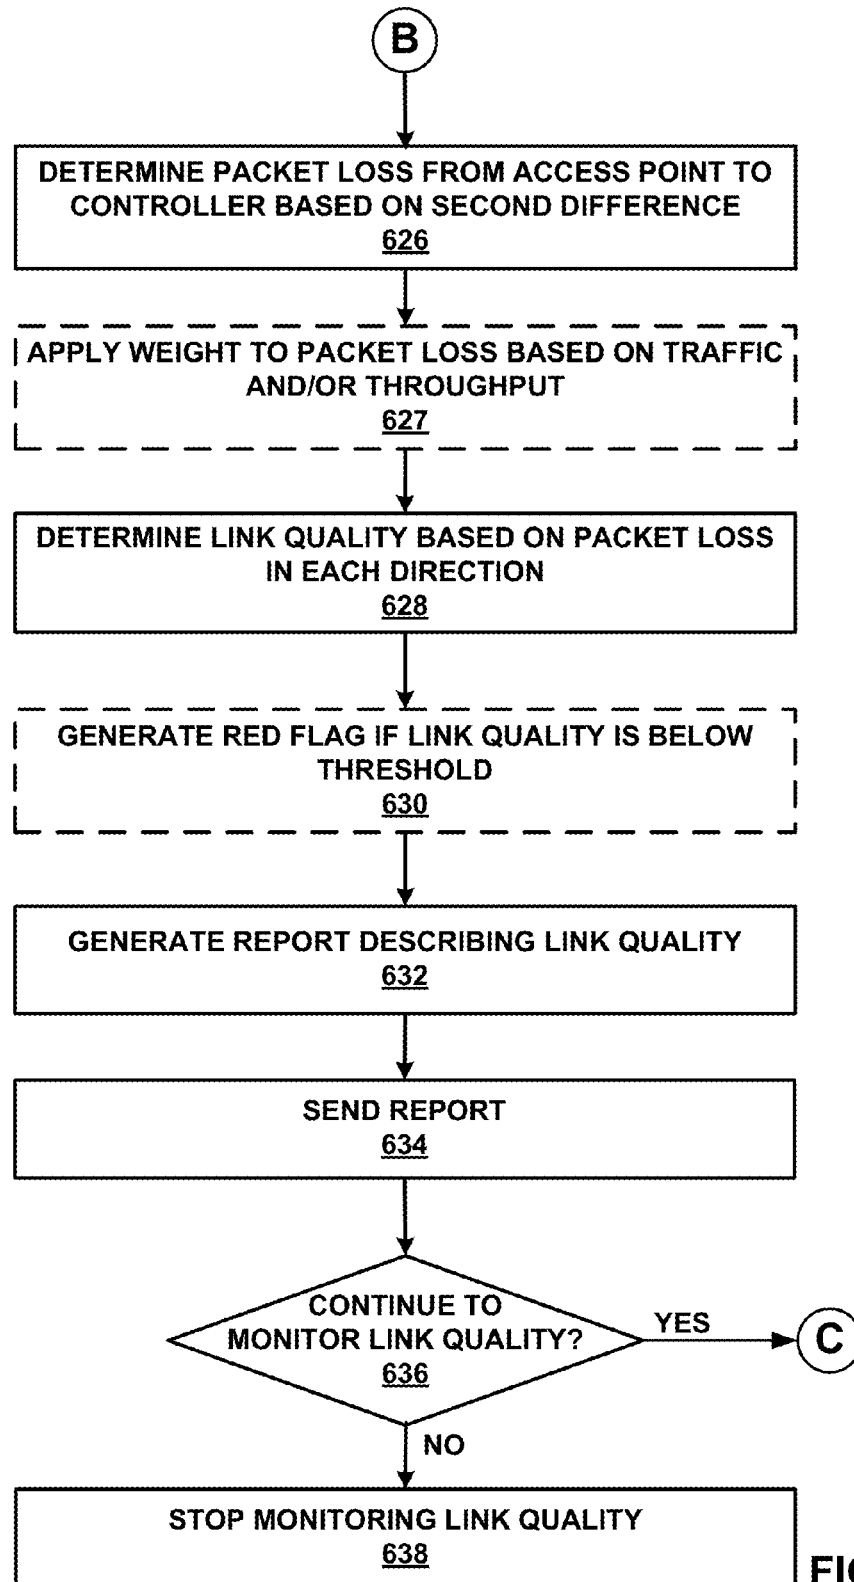 B
DETERMINE PACKET LOSS FROM ACCESS POINT TO
CONTROLLER BASED ON SECOND DIFFERENCE
626
APPLY WEIGHT TO PACKET LOSS BASED ON TRAFFIC
AND/OR THROUGHPUT
627
DETERMINE LINK QUALITY BASED ON PACKET LOSS
IN EACH DIRECTION
628
GENERATE RED FLAG IF LINK QUALITY IS BELOW
THRESHOLD
630
GENERATE REPORT DESCRIBING LINK QUALITY
632
SEND REPORT
634
CONTINUE TO
MONITOR LINK QUALITY?
636
YES
C
NO
STOP MONITORING LINK QUALITY
638
FIG